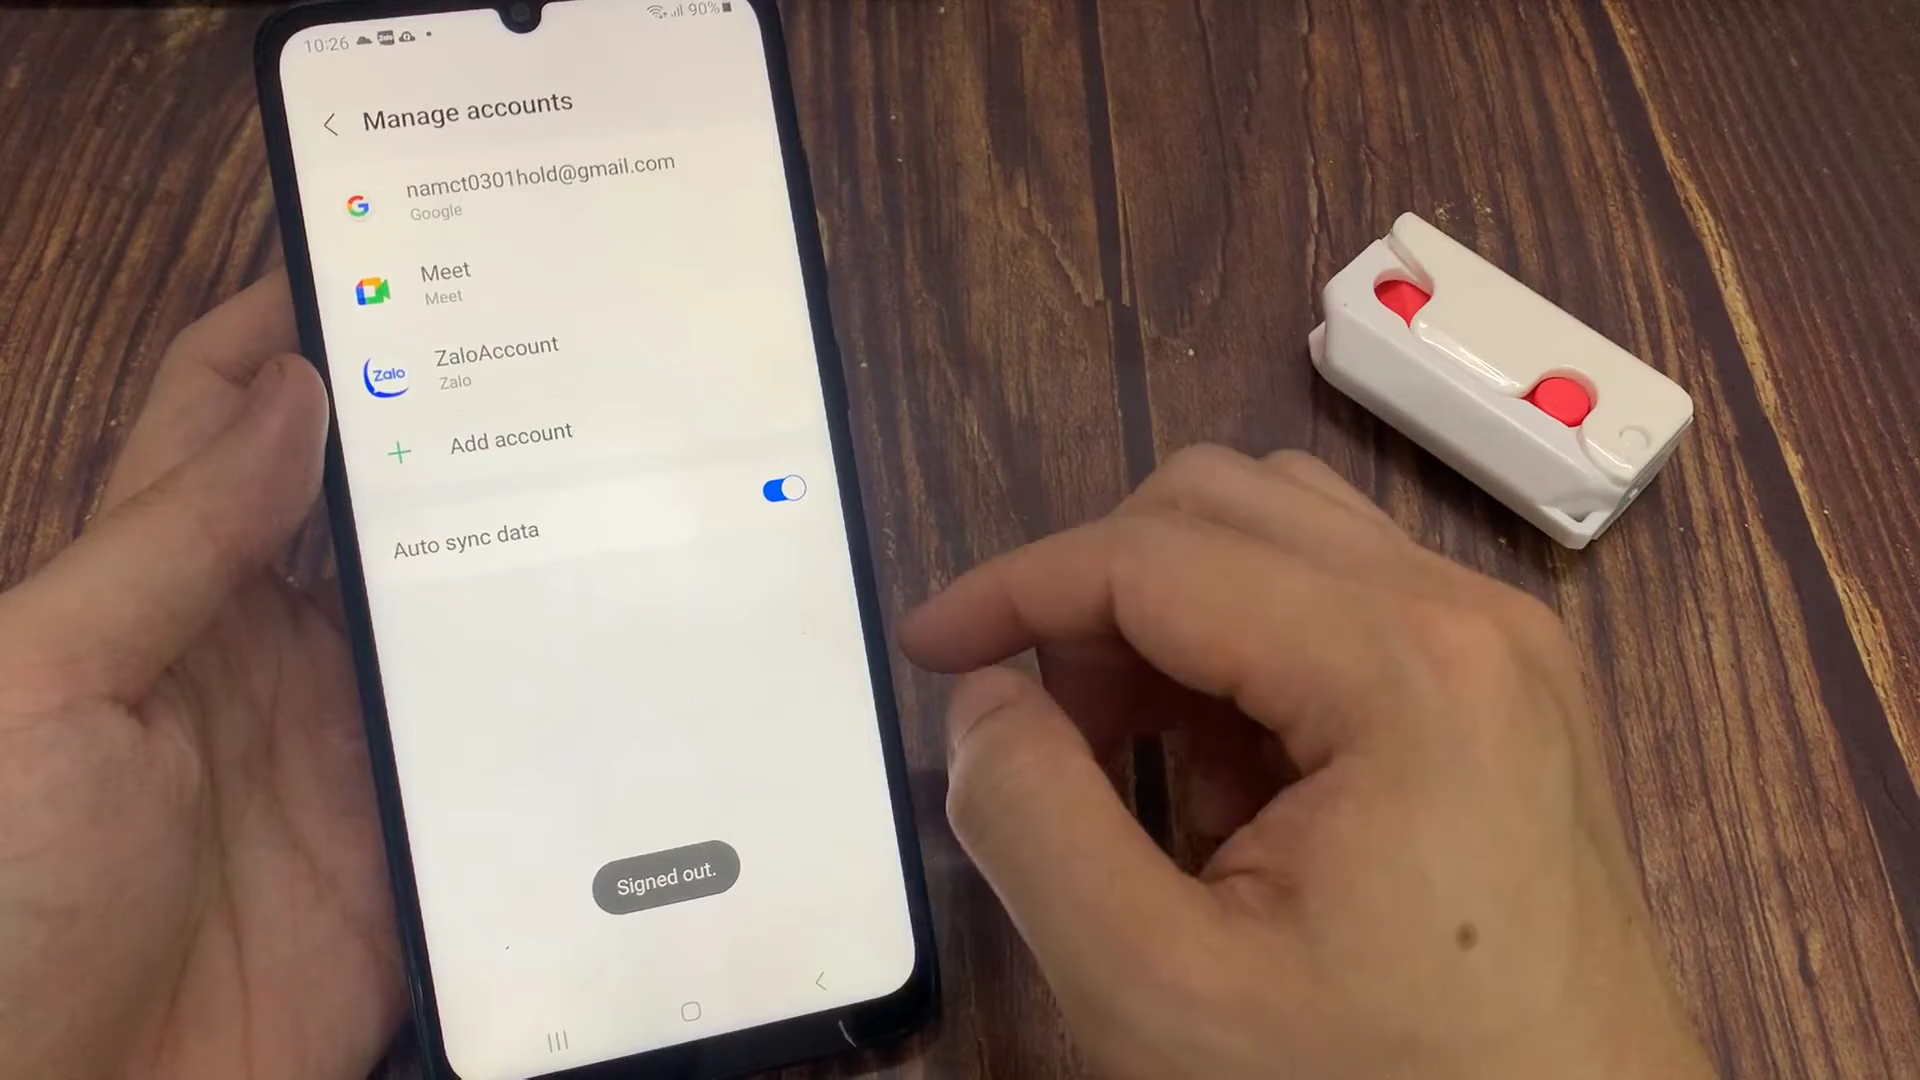 10:26
90%
Manage accounts
namct0301hold@gmail.com
Google
Meet
Meet
Zalo
ZaloAccount
Zalo
Add account
Auto sync data
Signed out.